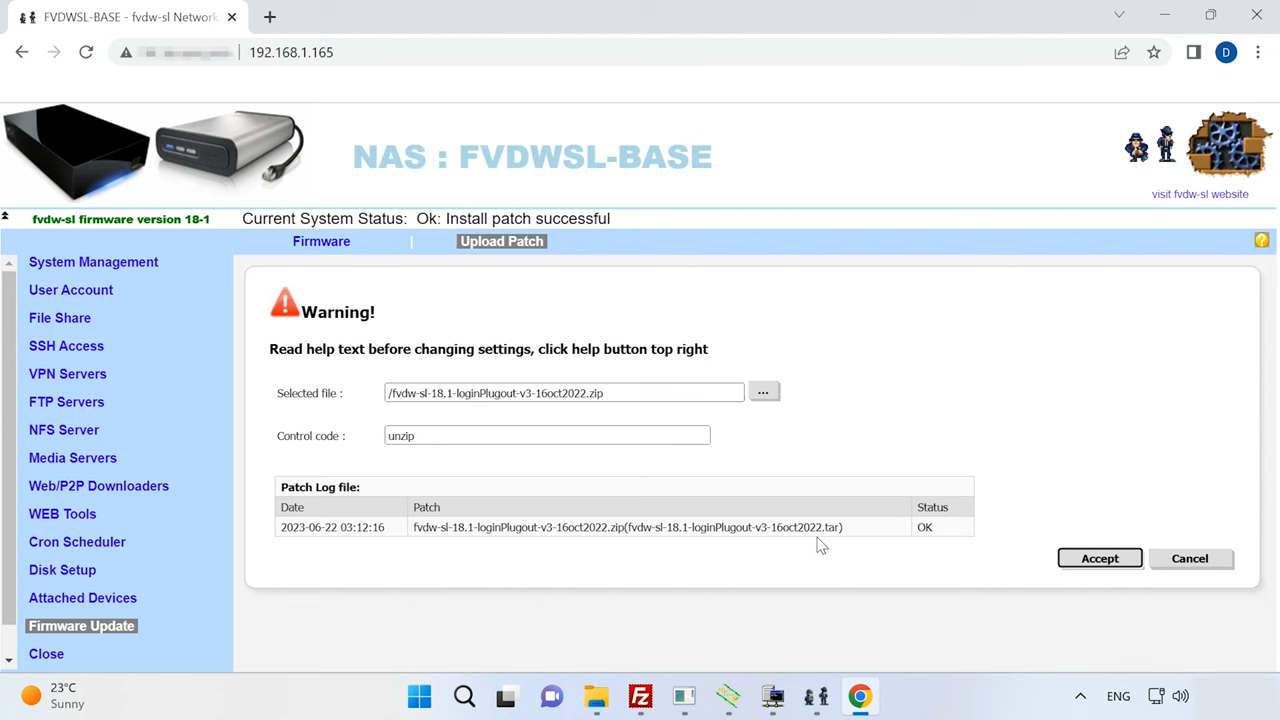 FVDWSL-BASE - fvdw-sl Network
192.168.1.165
D
NAS : FVDWSL-BASE
visit fvdw-sl website
fvdw-sl firmware version 18-1
Current System Status: Ok: Install patch successful
Firmware | Upload Patch
?
System Management
User Account
File Share
SSH Access
VPN Servers
FTP Servers
NFS Server
Media Servers
Web/P2P Downloaders
WEB Tools
Cron Scheduler
Disk Setup
Attached Devices
Firmware Update
Close
Warning!
Read help text before changing settings, click help button top right
Selected file : /fvdw-sl-18.1-loginPlugout-v3-16oct2022.zip ...
Control code : unzip
Patch Log file:
Date Patch Status
2023-06-22 03:12:16 fvdw-sl-18.1-loginPlugout-v3-16oct2022.zip(fvdw-sl-18.1-loginPlugout-v3-16oct2022.tar) OK
Accept Cancel
23°C
Sunny
Fz
ENG